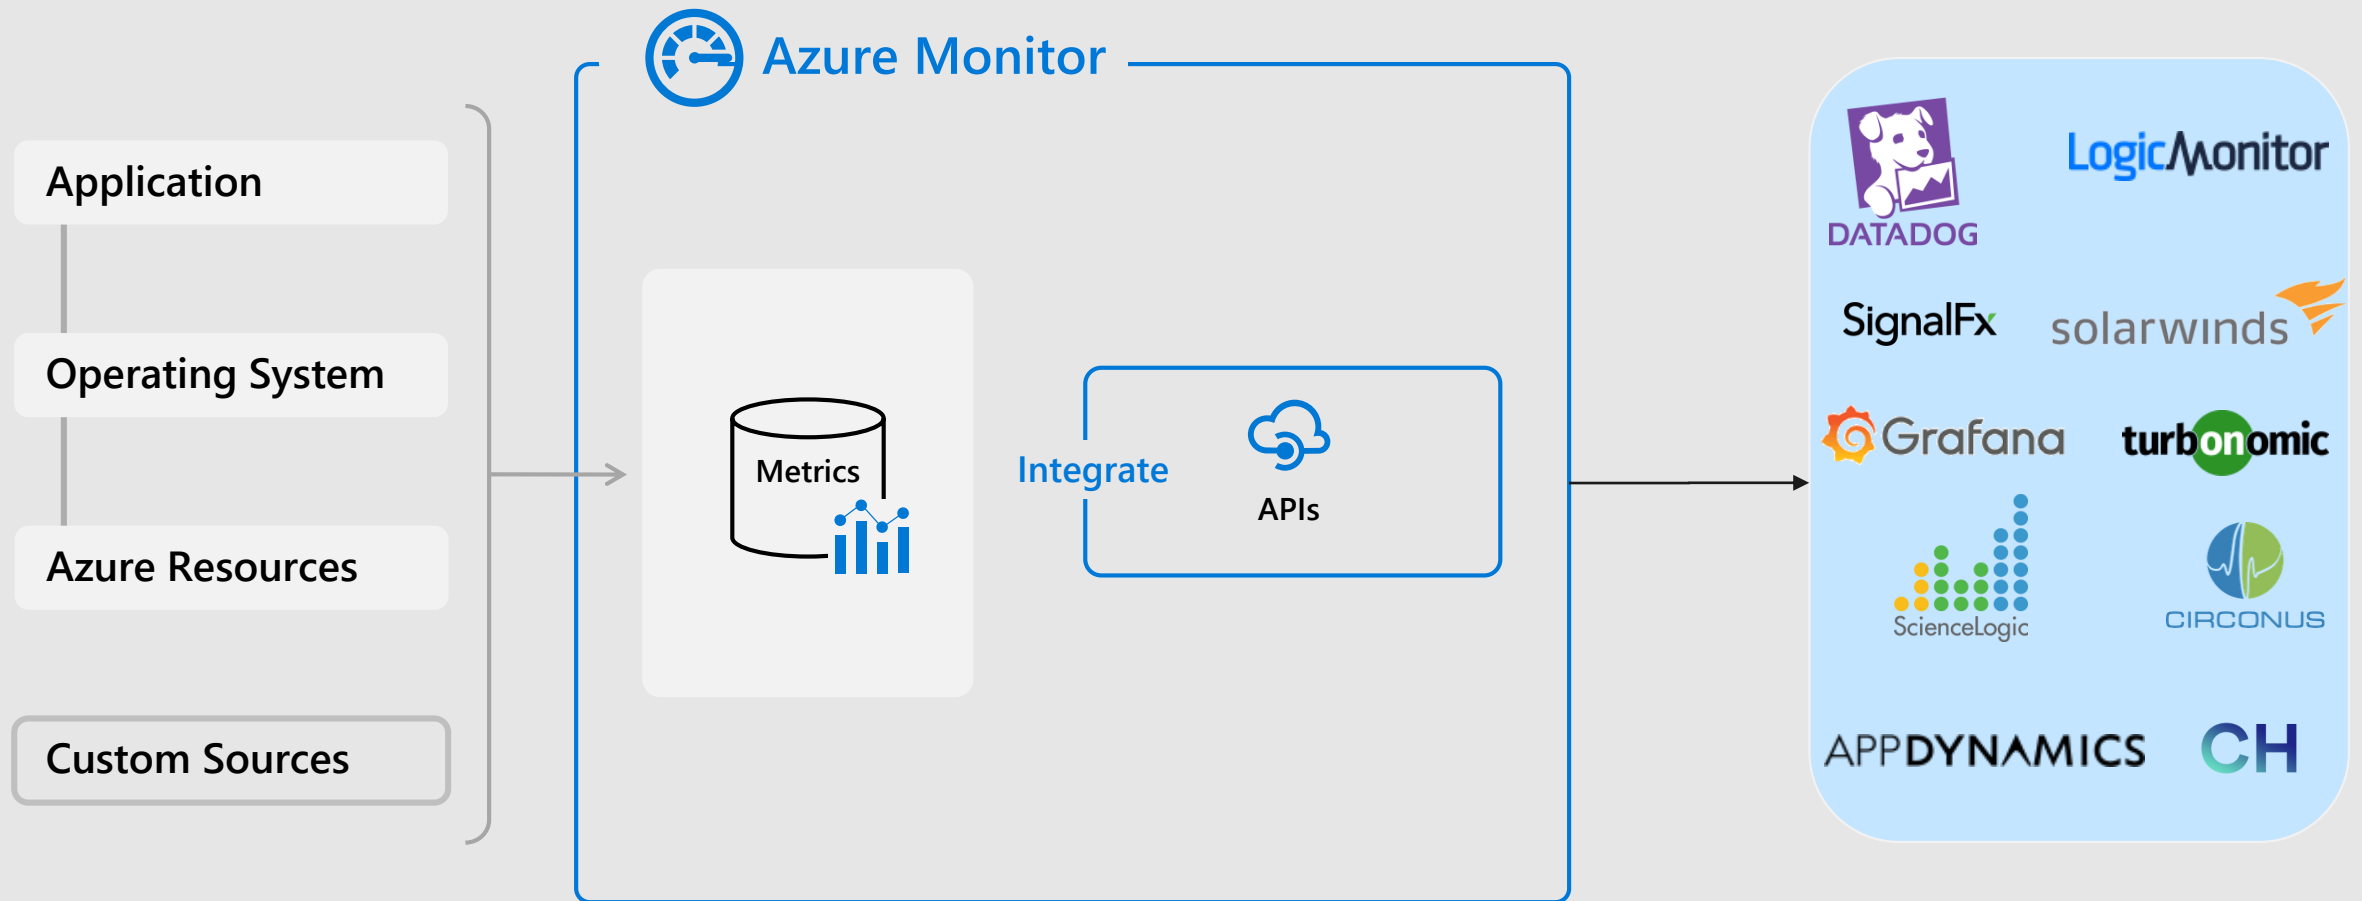 Azure Monitor
Application
Operating System
Azure Resources
Custom Sources
Metrics
Integrate
APIs
DATADOG
LogicMonitor
SignalFx
solarwinds
Grafana
turbonomic
ScienceLogic
CIRCONUS
APPDYNAMICS
CH